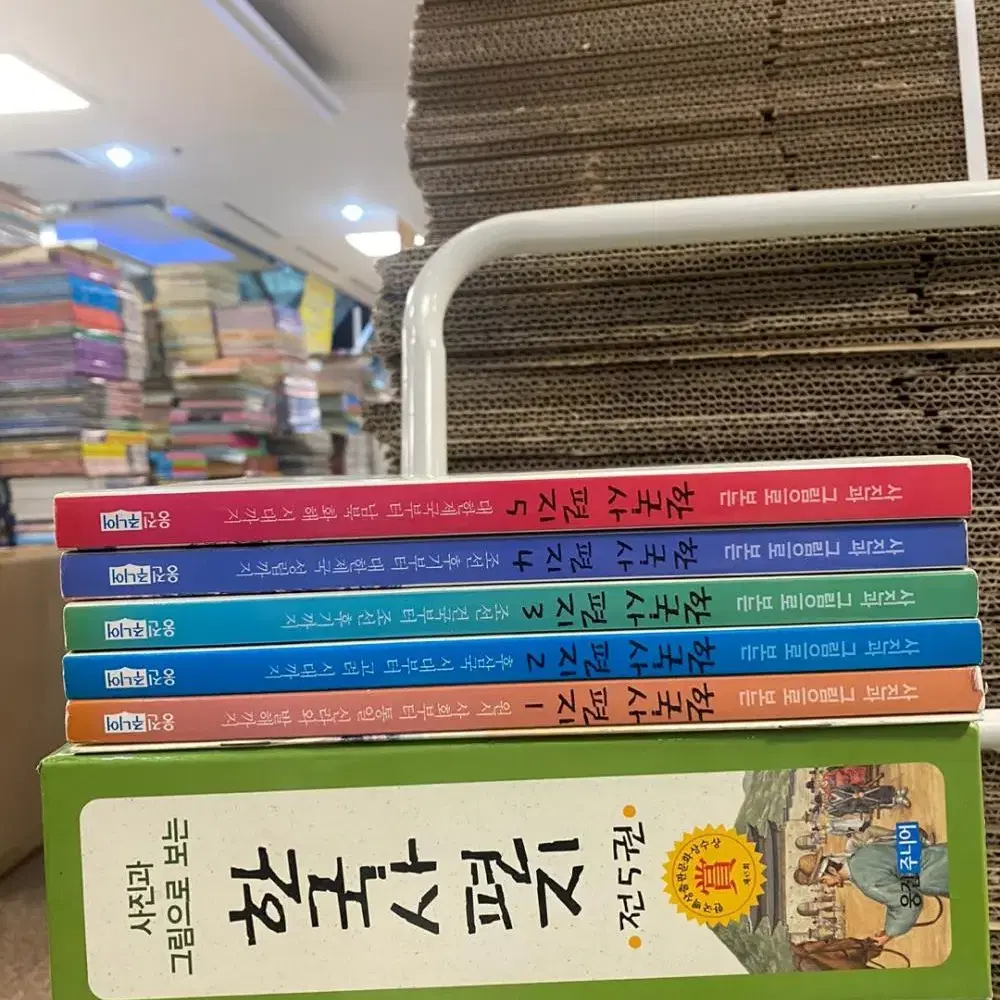 사진과 그림으로 보는 한국사 편지 5 대한제국부터 남북 화해 시대까지 웅진주니어
사진과 그림으로 보는 한국사 편지 4 조선 후기부터 대한제국 성립까지 웅진주니어
사진과 그림으로 보는 한국사 편지 3 조선 건국부터 조선 후기까지 웅진주니어
사진과 그림으로 보는 한국사 편지 2 후삼국 시대부터 고려 시대까지 웅진주니어
사진과 그림으로 보는 한국사 편지 1 원시 사회부터 통일 신라와 발해까지 웅진주니어
사진과
그림으로 보는
한국사
편지
•전5권•
賞
웅진주니어